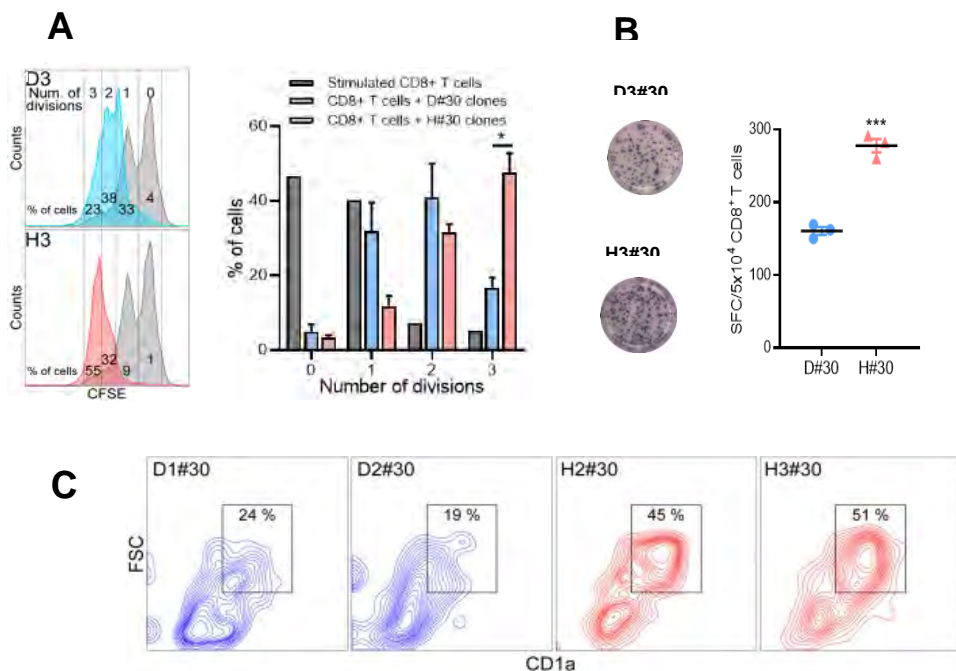 A
B
D3
Num. of
divisions
3 2 1 0
38
23 33 4
% of cells
Counts
H3
32
55 9 1
% of cells
Counts
CFSE
Stimulated CD8+ T cells
CD8+ T cells + D#30 clones
CD8+ T cells + H#30 clones
60
40
20
0
% of cells
*
0 1 2 3
Number of divisions
D3#30
H3#30
***
300
200
100
0
SFC/5x10⁴ CD8⁺ T cells
D#30 H#30
C
D1#30 D2#30 H2#30 H3#30
24 % 19 % 45 % 51 %
FSC
CD1a